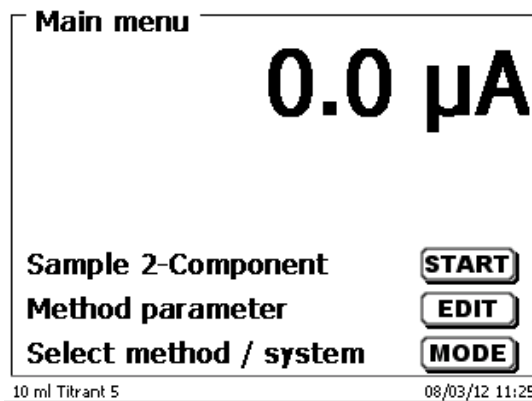 Main menu
0.0 µA
Sample 2-Component START
Method parameter EDIT
Select method / system MODE
10 ml Titrant 5 08/03/12 11:25